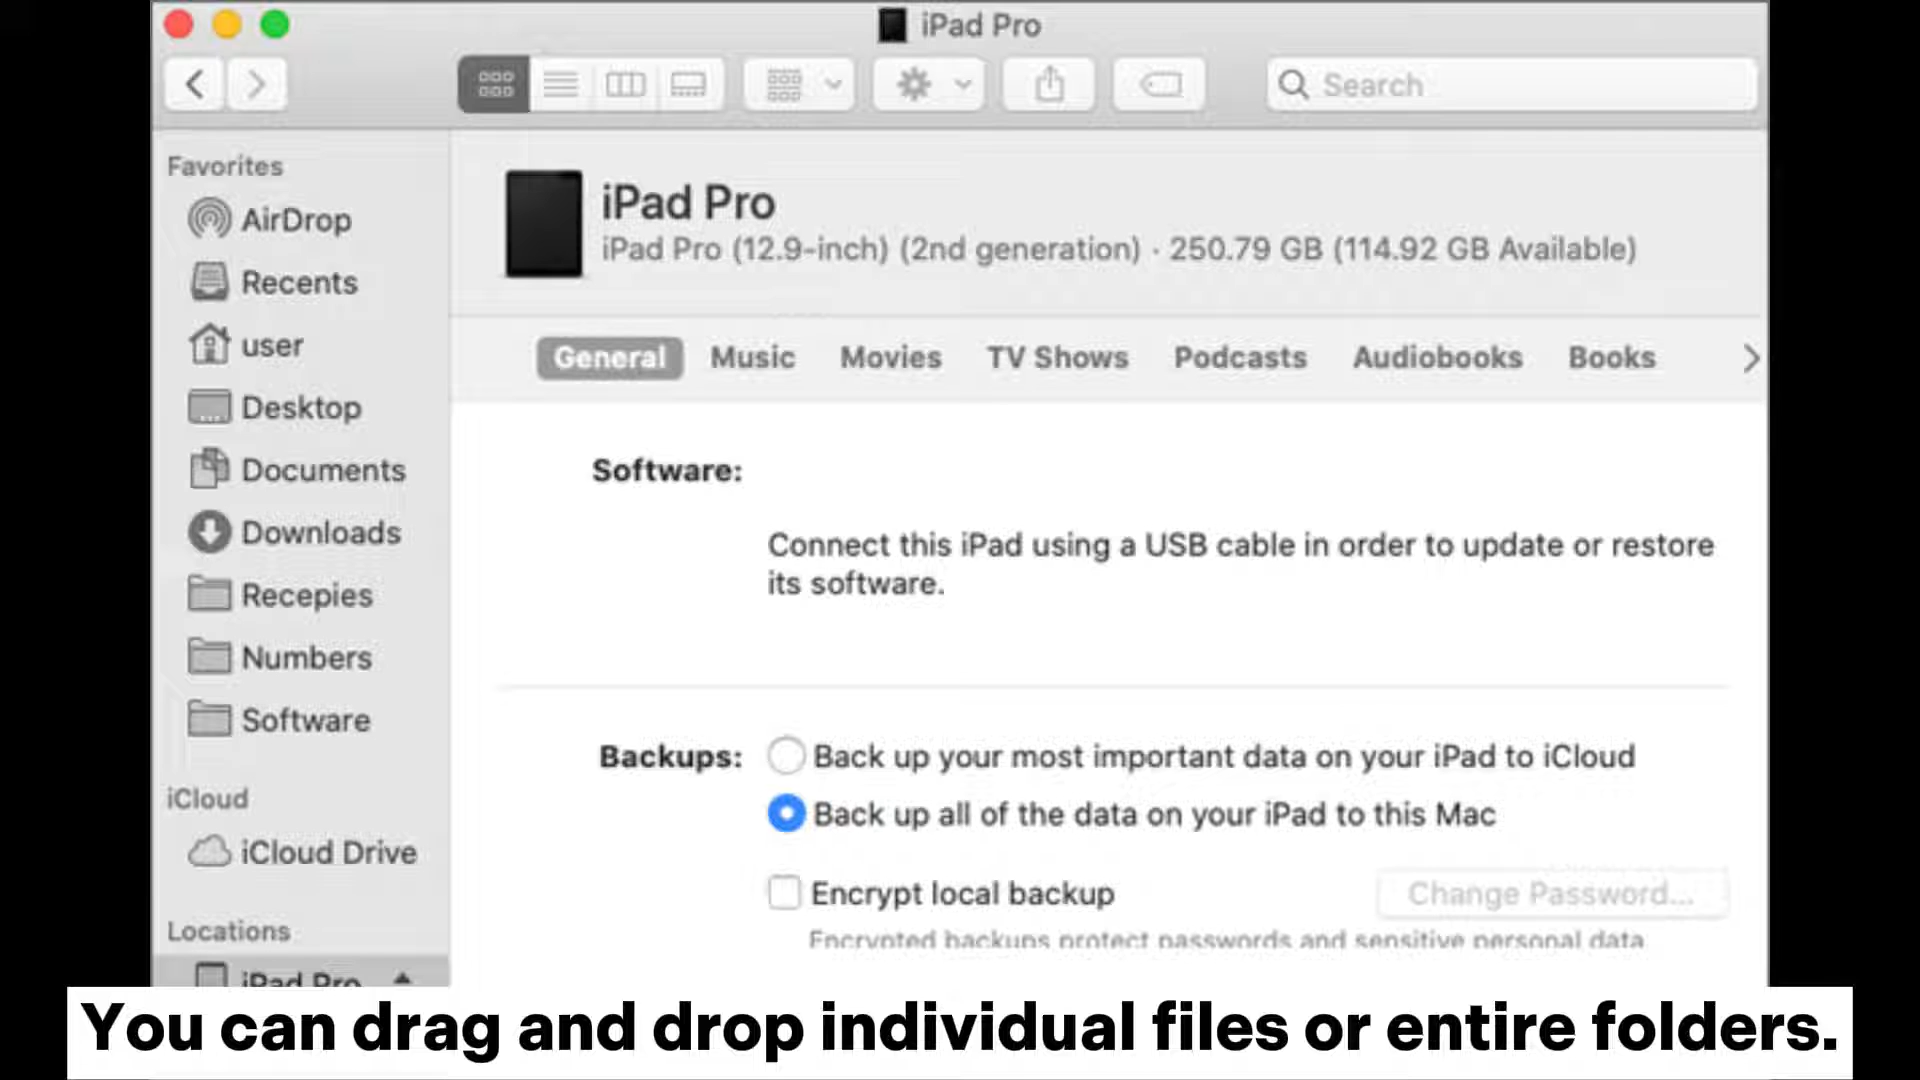 iPad Pro
Search
Favorites
AirDrop
Recents
user
Desktop
Documents
Downloads
Recepies
Numbers
Software
iCloud
iCloud Drive
Locations
iPad Pro
iPad Pro
iPad Pro (12.9-inch) (2nd generation) · 250.79 GB (114.92 GB Available)
General Music Movies TV Shows Podcasts Audiobooks Books
Software:
Connect this iPad using a USB cable in order to update or restore
its software.
Backups:
Back up your most important data on your iPad to iCloud
Back up all of the data on your iPad to this Mac
Encrypt local backup
Change Password...
Encrypted backups protect passwords and sensitive personal data
You can drag and drop individual files or entire folders.